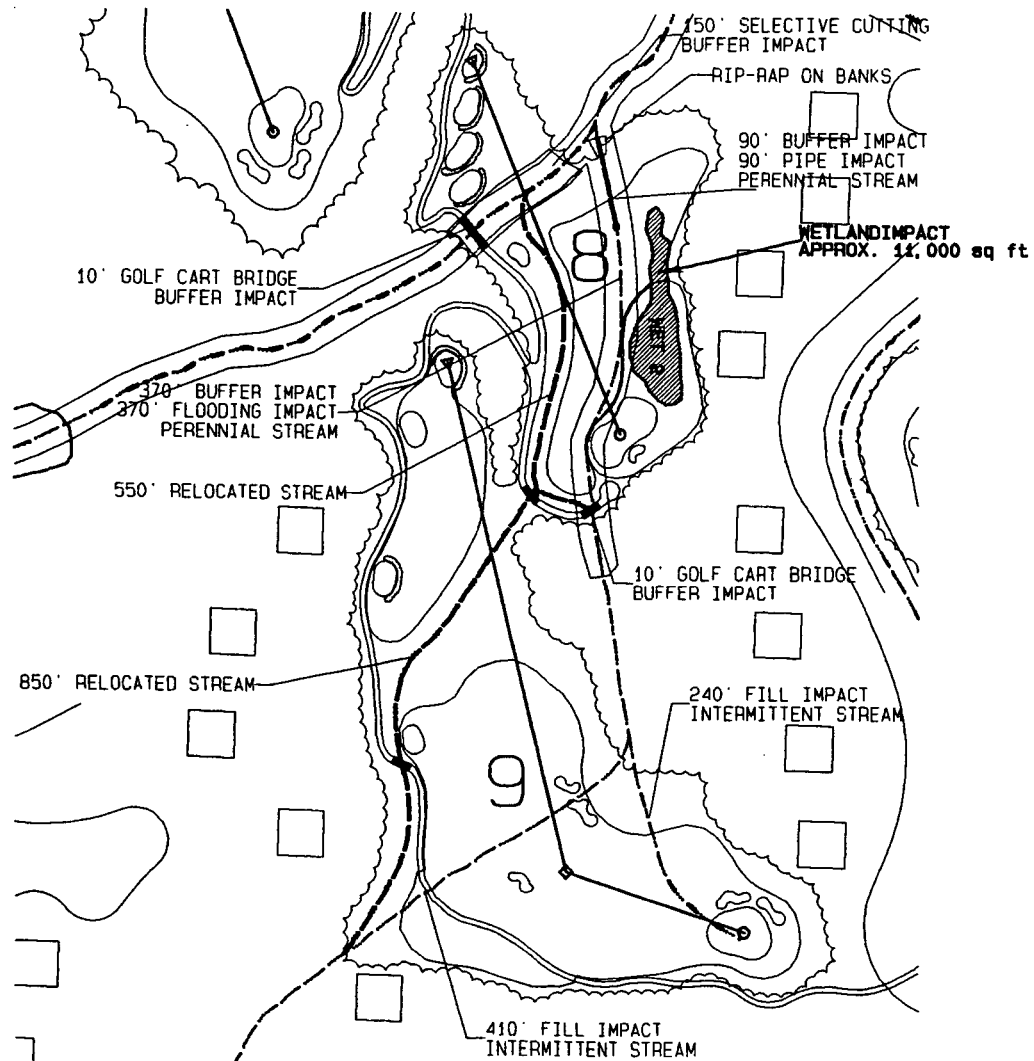 150' SELECTIVE CUTTING
BUFFER IMPACT
RIP-RAP ON BANKS
90' BUFFER IMPACT
90' PIPE IMPACT
PERENNIAL STREAM
WETLANDIMPACT
APPROX. 11,000 sq ft
8
10' GOLF CART BRIDGE
BUFFER IMPACT
370' BUFFER IMPACT
370' FLOODING IMPACT
PERENNIAL STREAM
550' RELOCATED STREAM
10' GOLF CART BRIDGE
BUFFER IMPACT
850' RELOCATED STREAM
240' FILL IMPACT
INTERMITTENT STREAM
9
410' FILL IMPACT
INTERMITTENT STREAM